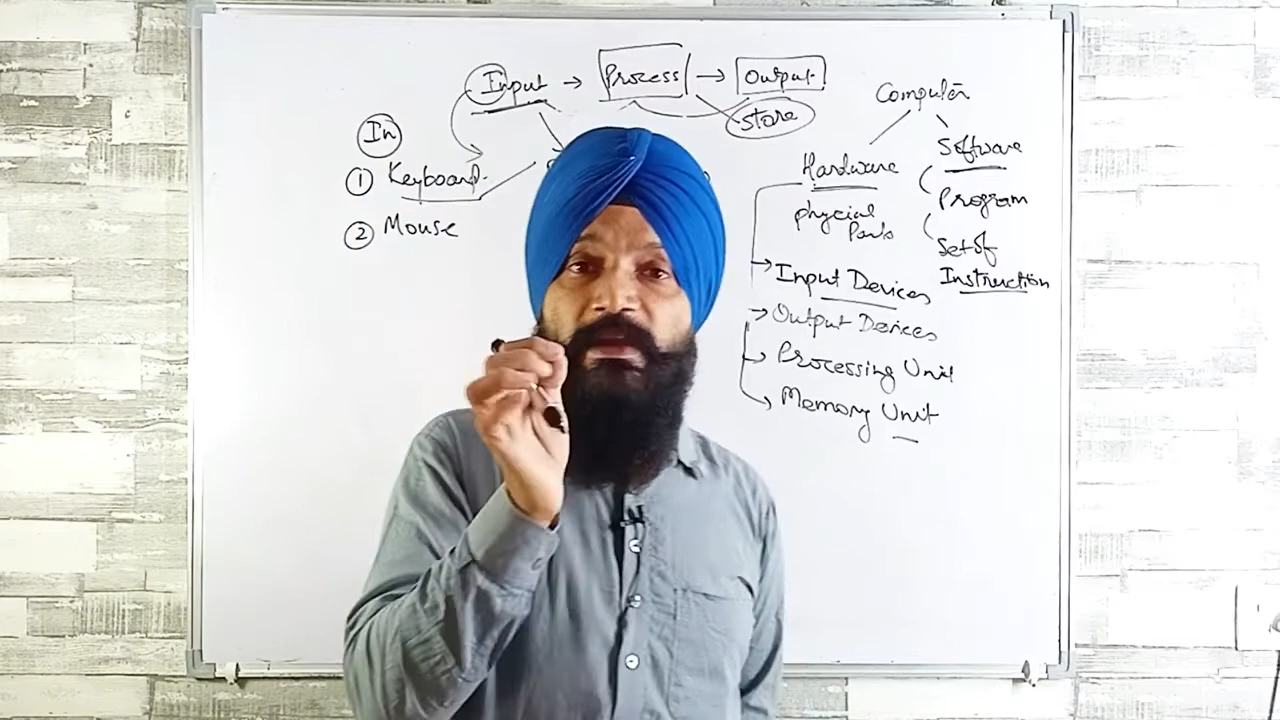 Input → Process → Output
store
In
① Keyboard
② Mouse
Computer
Hardware
Physical
Parts
Input Devices
Output Devices
Processing Unit
Memory Unit
Software
Program
Set of
Instruction